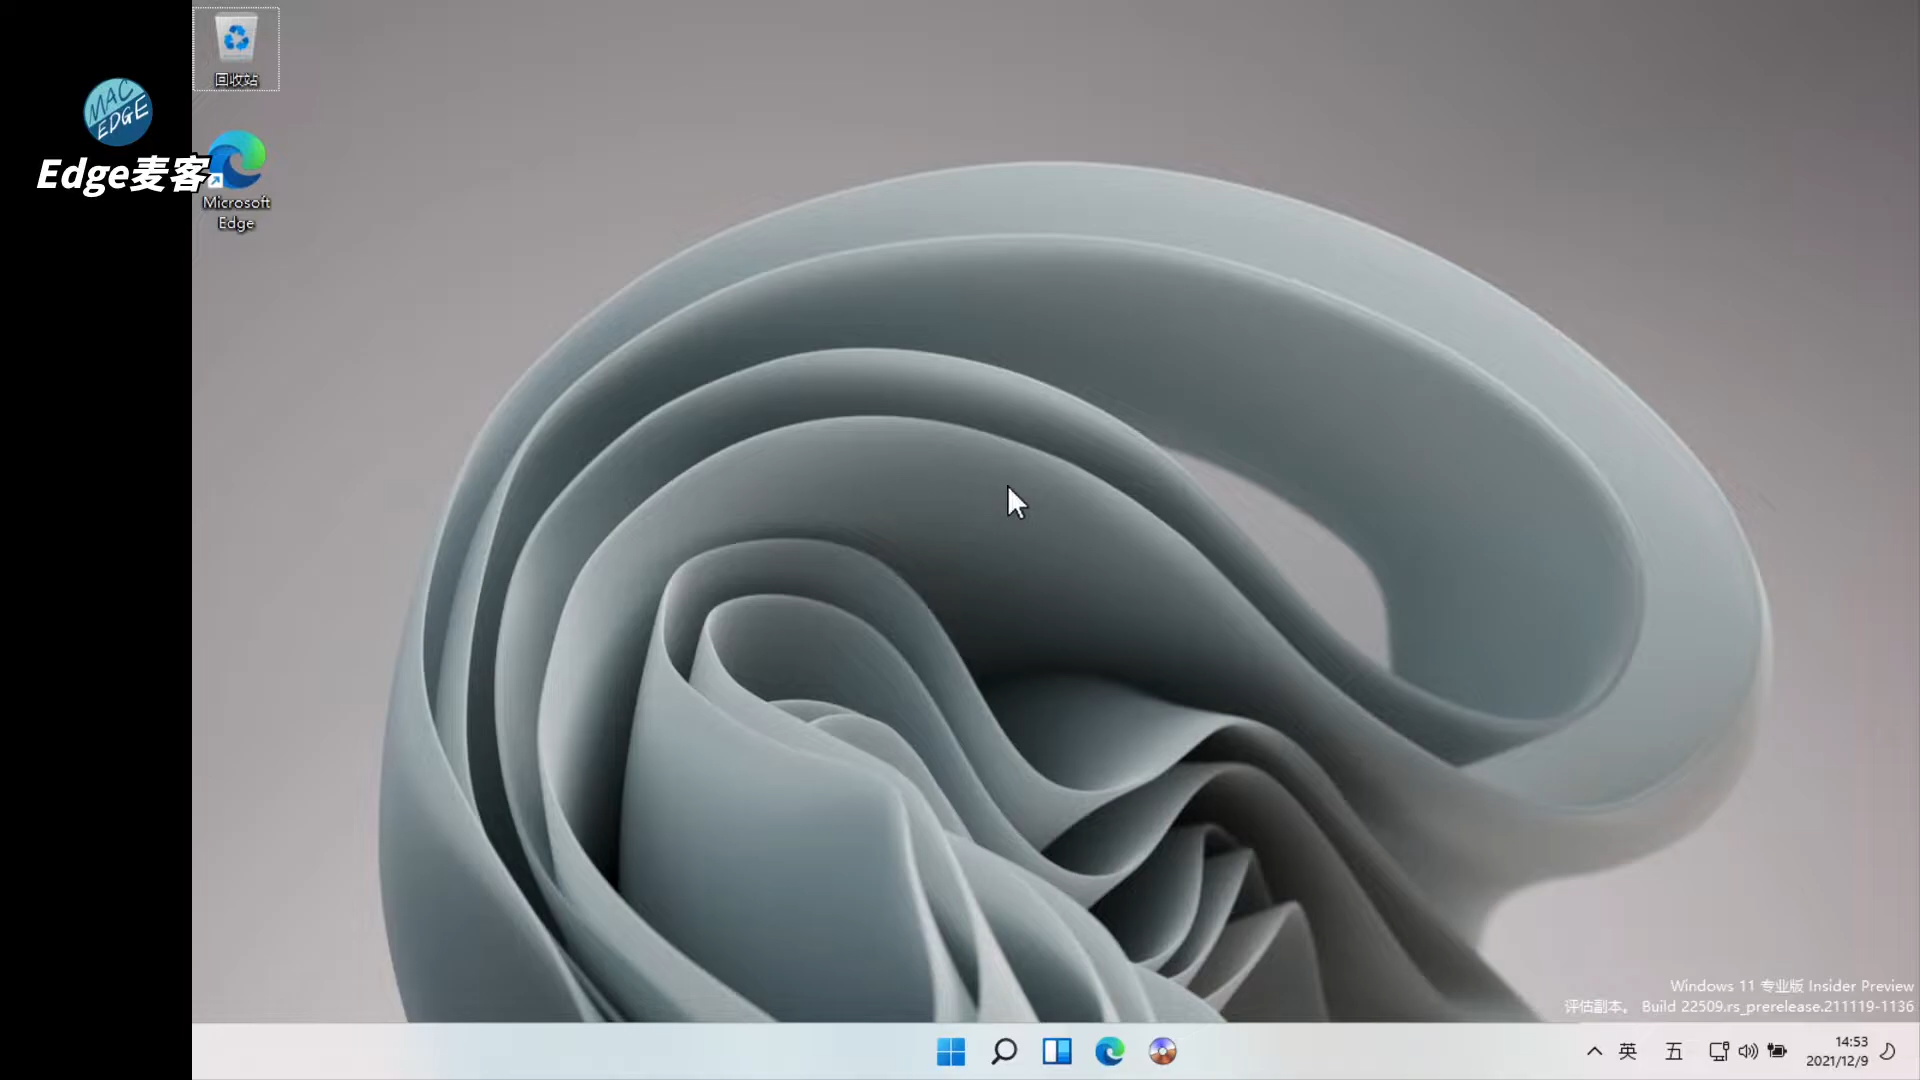 回收站
MAC
EDGE
Edge麦客
Microsoft
Edge
Windows 11 专业版 Insider Preview
评估副本。 Build 22509.rs_prerelease.211119-1136
英
五
14:53
2021/12/9